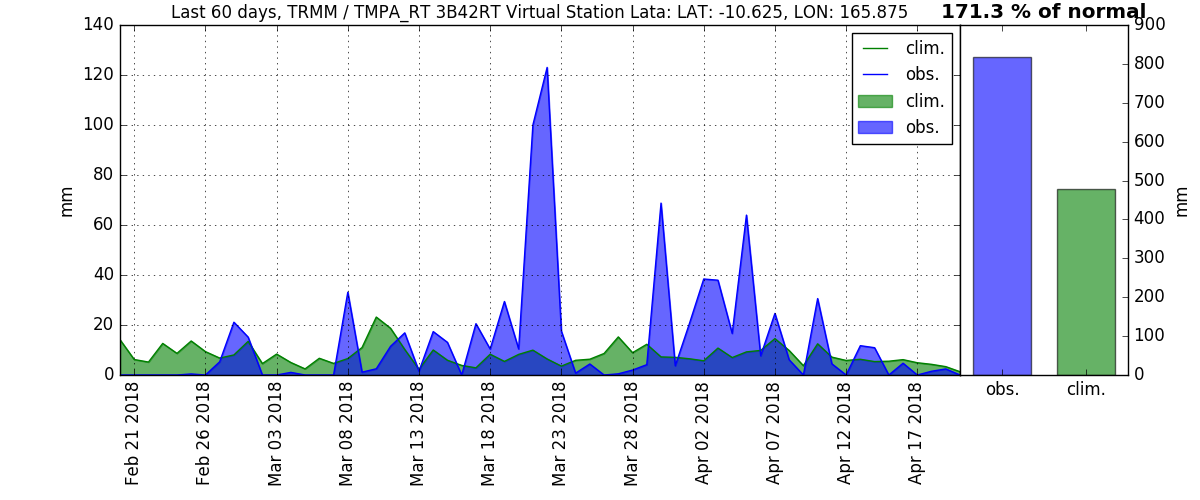 Last 60 days, TRMM / TMPA_RT 3B42RT Virtual Station Lata: LAT: -10.625, LON: 165.875
171.3 % of normal
140
120
100
80
60
40
20
0
mm
clim.
obs.
clim.
obs.
900
800
700
600
500
400
300
200
100
0
mm
obs.
clim.
Feb 21 2018
Feb 26 2018
Mar 03 2018
Mar 08 2018
Mar 13 2018
Mar 18 2018
Mar 23 2018
Mar 28 2018
Apr 02 2018
Apr 07 2018
Apr 12 2018
Apr 17 2018